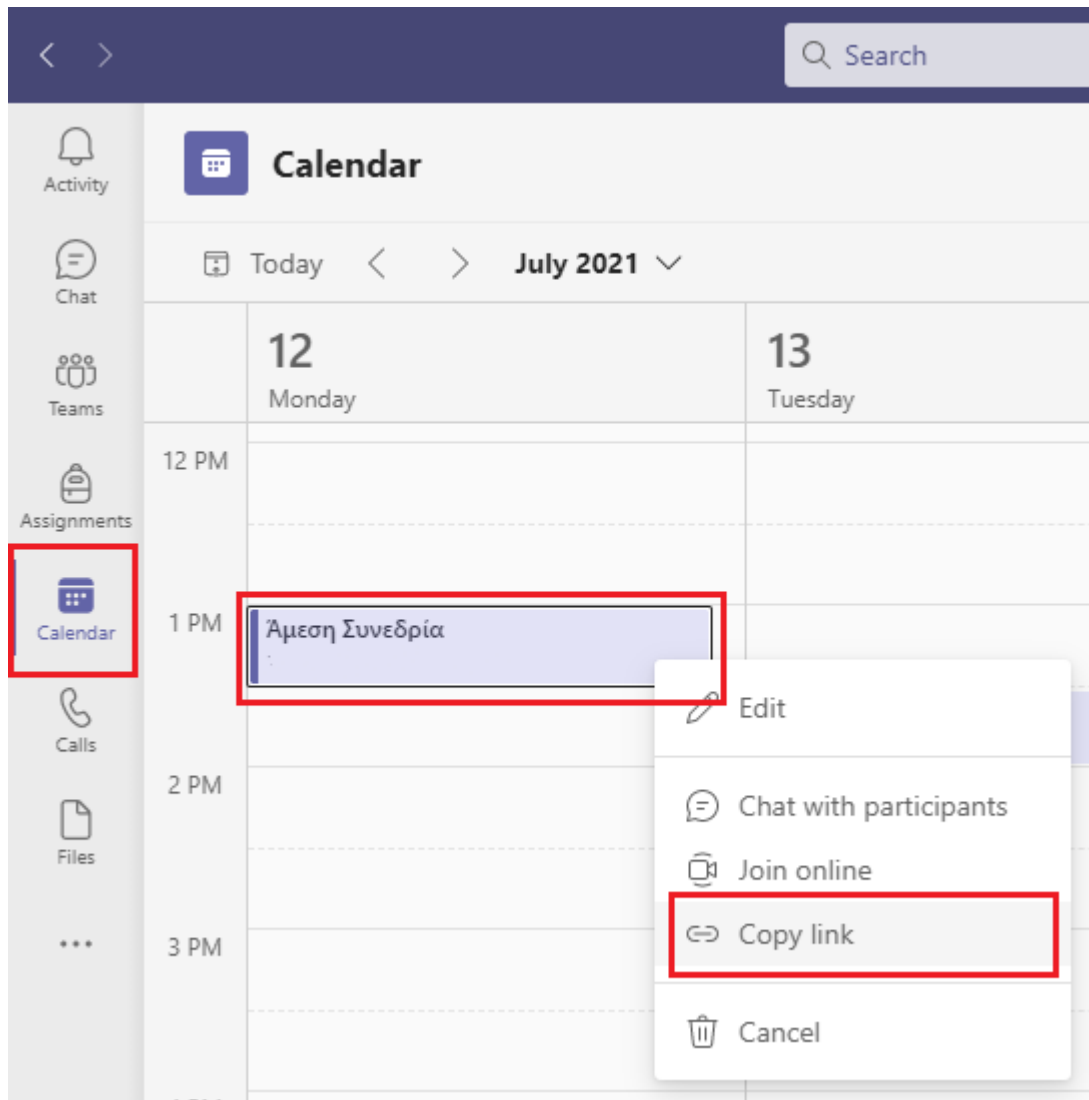 Search
Activity
Calendar
Chat
Today
July 2021
Teams
12
Monday
13
Tuesday
Assignments
12 PM
Calendar
1 PM
Άμεση Συνεδρία
Edit
Calls
2 PM
Chat with participants
Files
Join online
Copy link
3 PM
Cancel